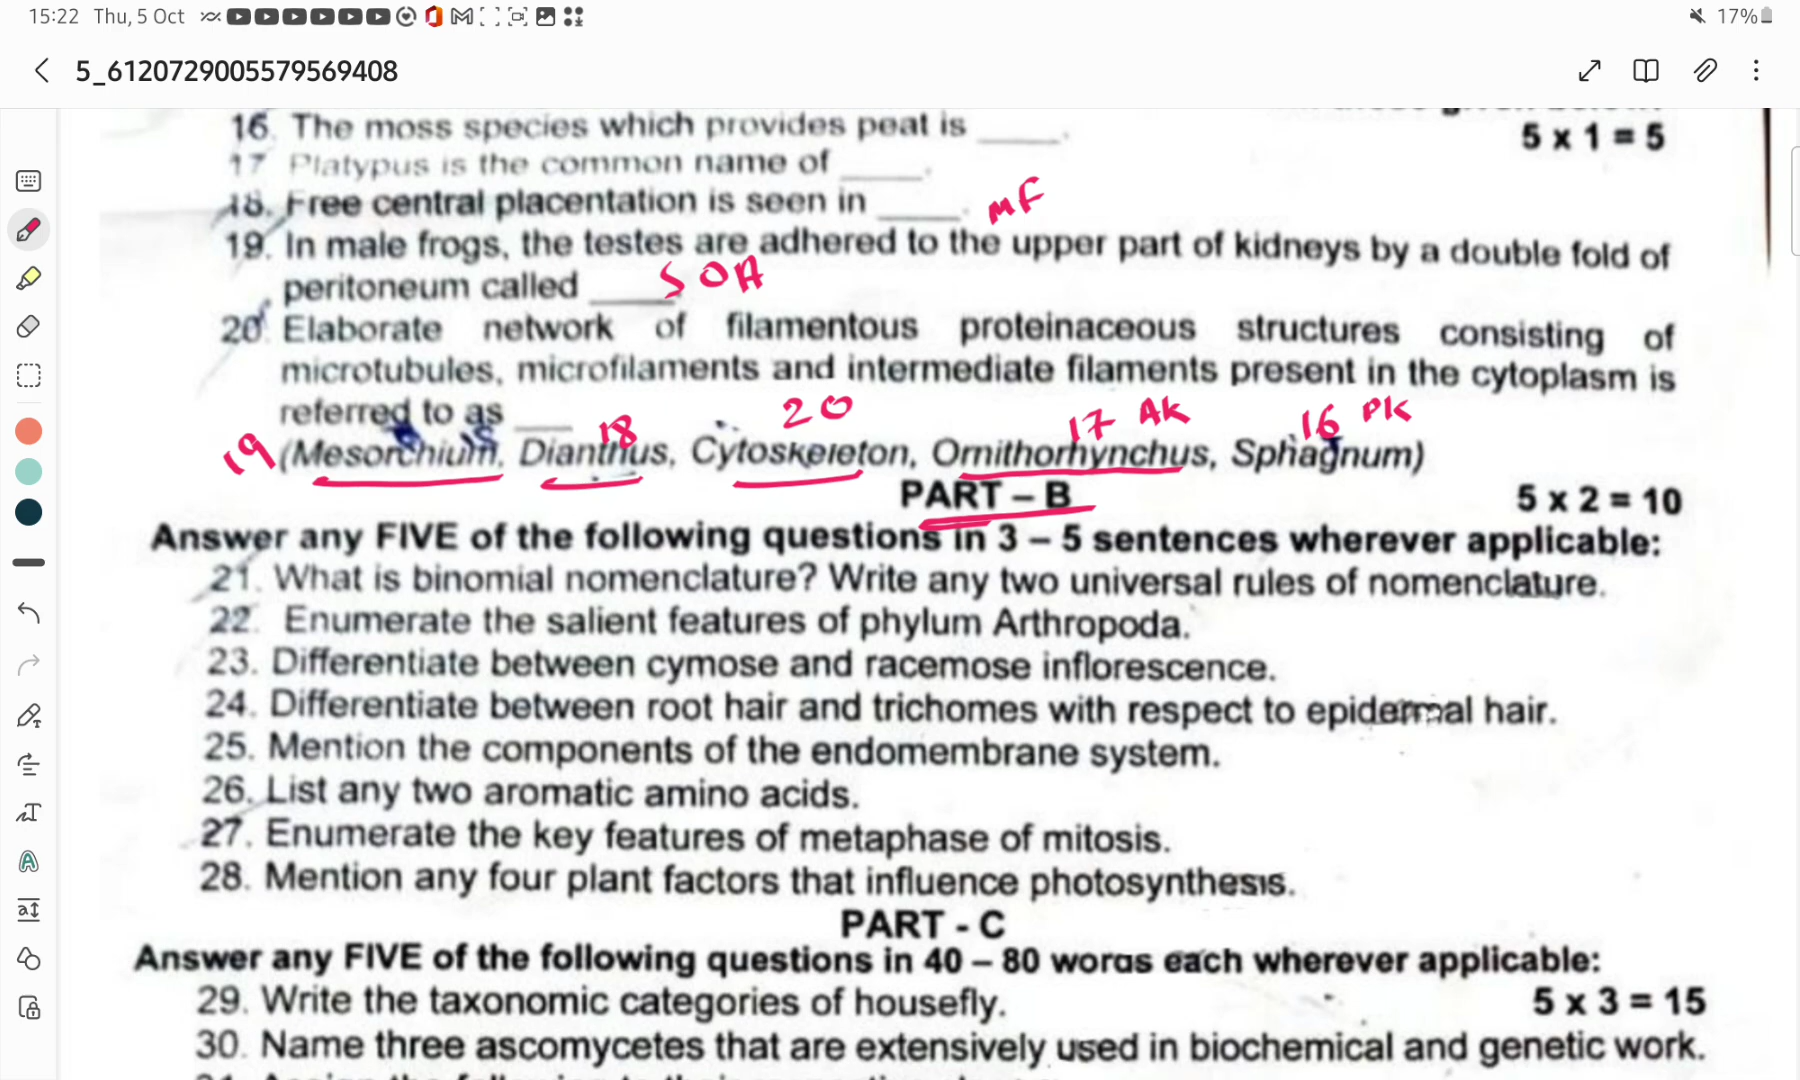 15:22 Thu, 5 Oct
17%
5_6120729005579569408
16. The moss species which provides peat is ____.
5 x 1 = 5
17 Platypus is the common name of ____.
18. Free central placentation is seen in ____. MF
19. In male frogs, the testes are adhered to the upper part of kidneys by a double fold of
peritoneum called ____ SOA
20. Elaborate network of filamentous proteinaceous structures consisting of
microtubules, microfilaments and intermediate filaments present in the cytoplasm is
referred to as ___
19 18 20 17 AK 16 PK
(Mesorchium, Dianthus, Cytoskeleton, Ornithorhynchus, Sphagnum)
PART – B
5 x 2 = 10
Answer any FIVE of the following questions in 3 – 5 sentences wherever applicable:
21. What is binomial nomenclature? Write any two universal rules of nomenclature.
22. Enumerate the salient features of phylum Arthropoda.
23. Differentiate between cymose and racemose inflorescence.
24. Differentiate between root hair and trichomes with respect to epidermal hair.
25. Mention the components of the endomembrane system.
26. List any two aromatic amino acids.
27. Enumerate the key features of metaphase of mitosis.
28. Mention any four plant factors that influence photosynthesis.
PART - C
Answer any FIVE of the following questions in 40 – 80 words each wherever applicable:
29. Write the taxonomic categories of housefly.
5 x 3 = 15
30. Name three ascomycetes that are extensively used in biochemical and genetic work.